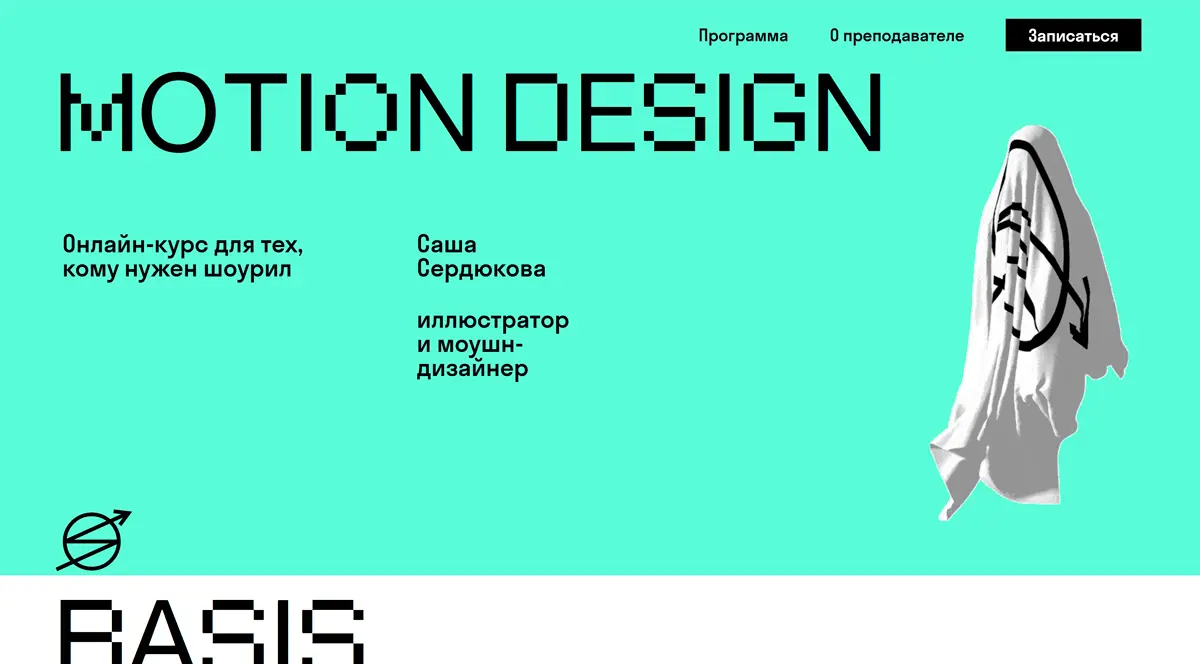 Программа
О преподавателе
Записаться
MOTION DESIGN
Онлайн-курс для тех,
кому нужен шоурил
Саша
Сердюкова
иллюстратор
и моушн-
дизайнер
BASIS